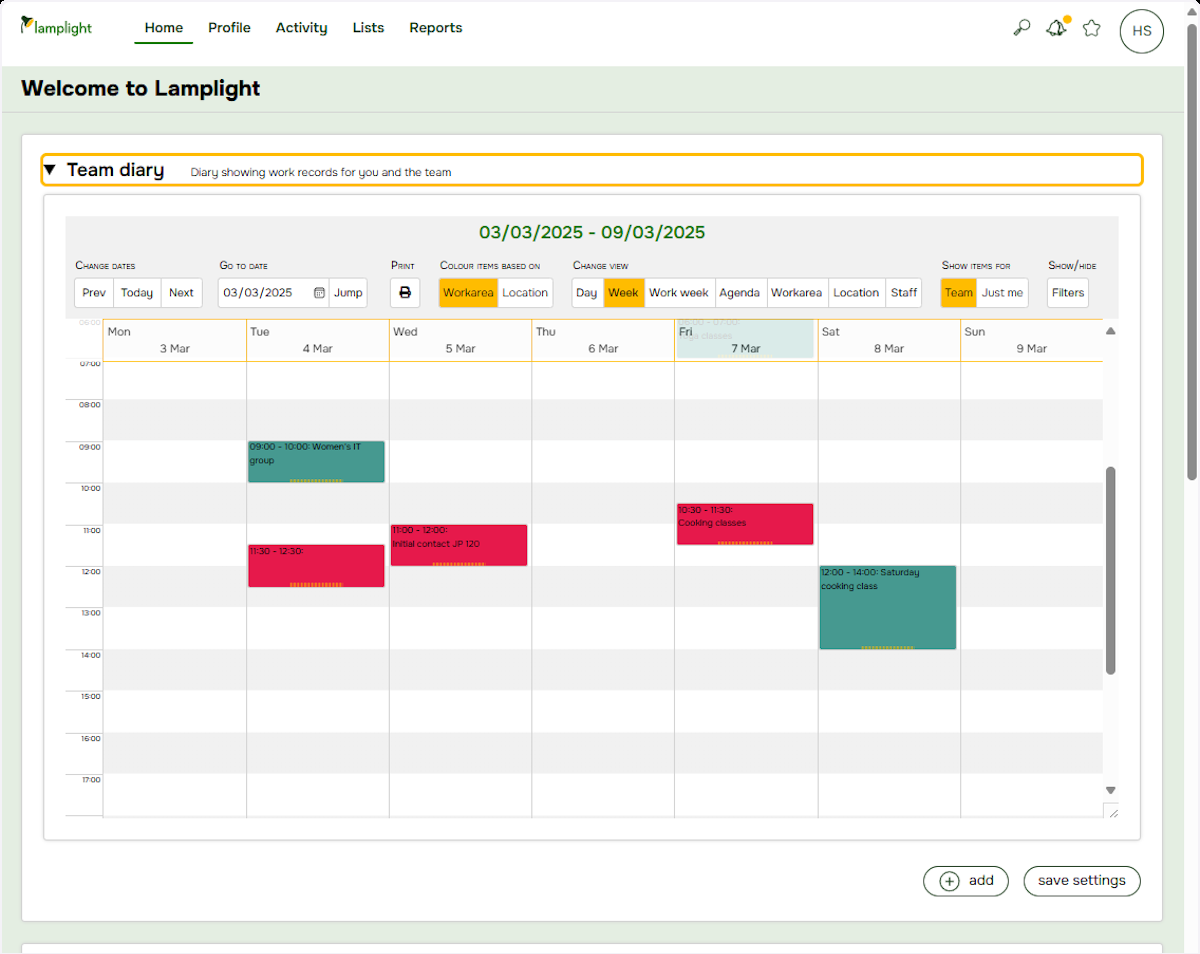 lamplight
Home Profile Activity Lists Reports
HS
Welcome to Lamplight
Team diary Diary showing work records for you and the team
03/03/2025 - 09/03/2025
Change dates Go to date Print Colour items based on Change view Show items for Show/hide
Prev Today Next 03/03/2025 Jump Workarea Location Day Week Work week Agenda Workarea Location Staff Team Just me Filters
06:00
Mon Tue Wed Thu Fri Sat Sun
3 Mar 4 Mar 5 Mar 6 Mar 7 Mar 8 Mar 9 Mar
07:00
08:00
09:00
09:00 - 10:00: Women's IT
group
10:00
10:30 - 11:30:
Cooking classes
11:00
11:00 - 12:00:
Initial contact JP 120
11:30 - 12:30:
12:00
12:00 - 14:00: Saturday
cooking class
13:00
14:00
15:00
16:00
17:00
add save settings